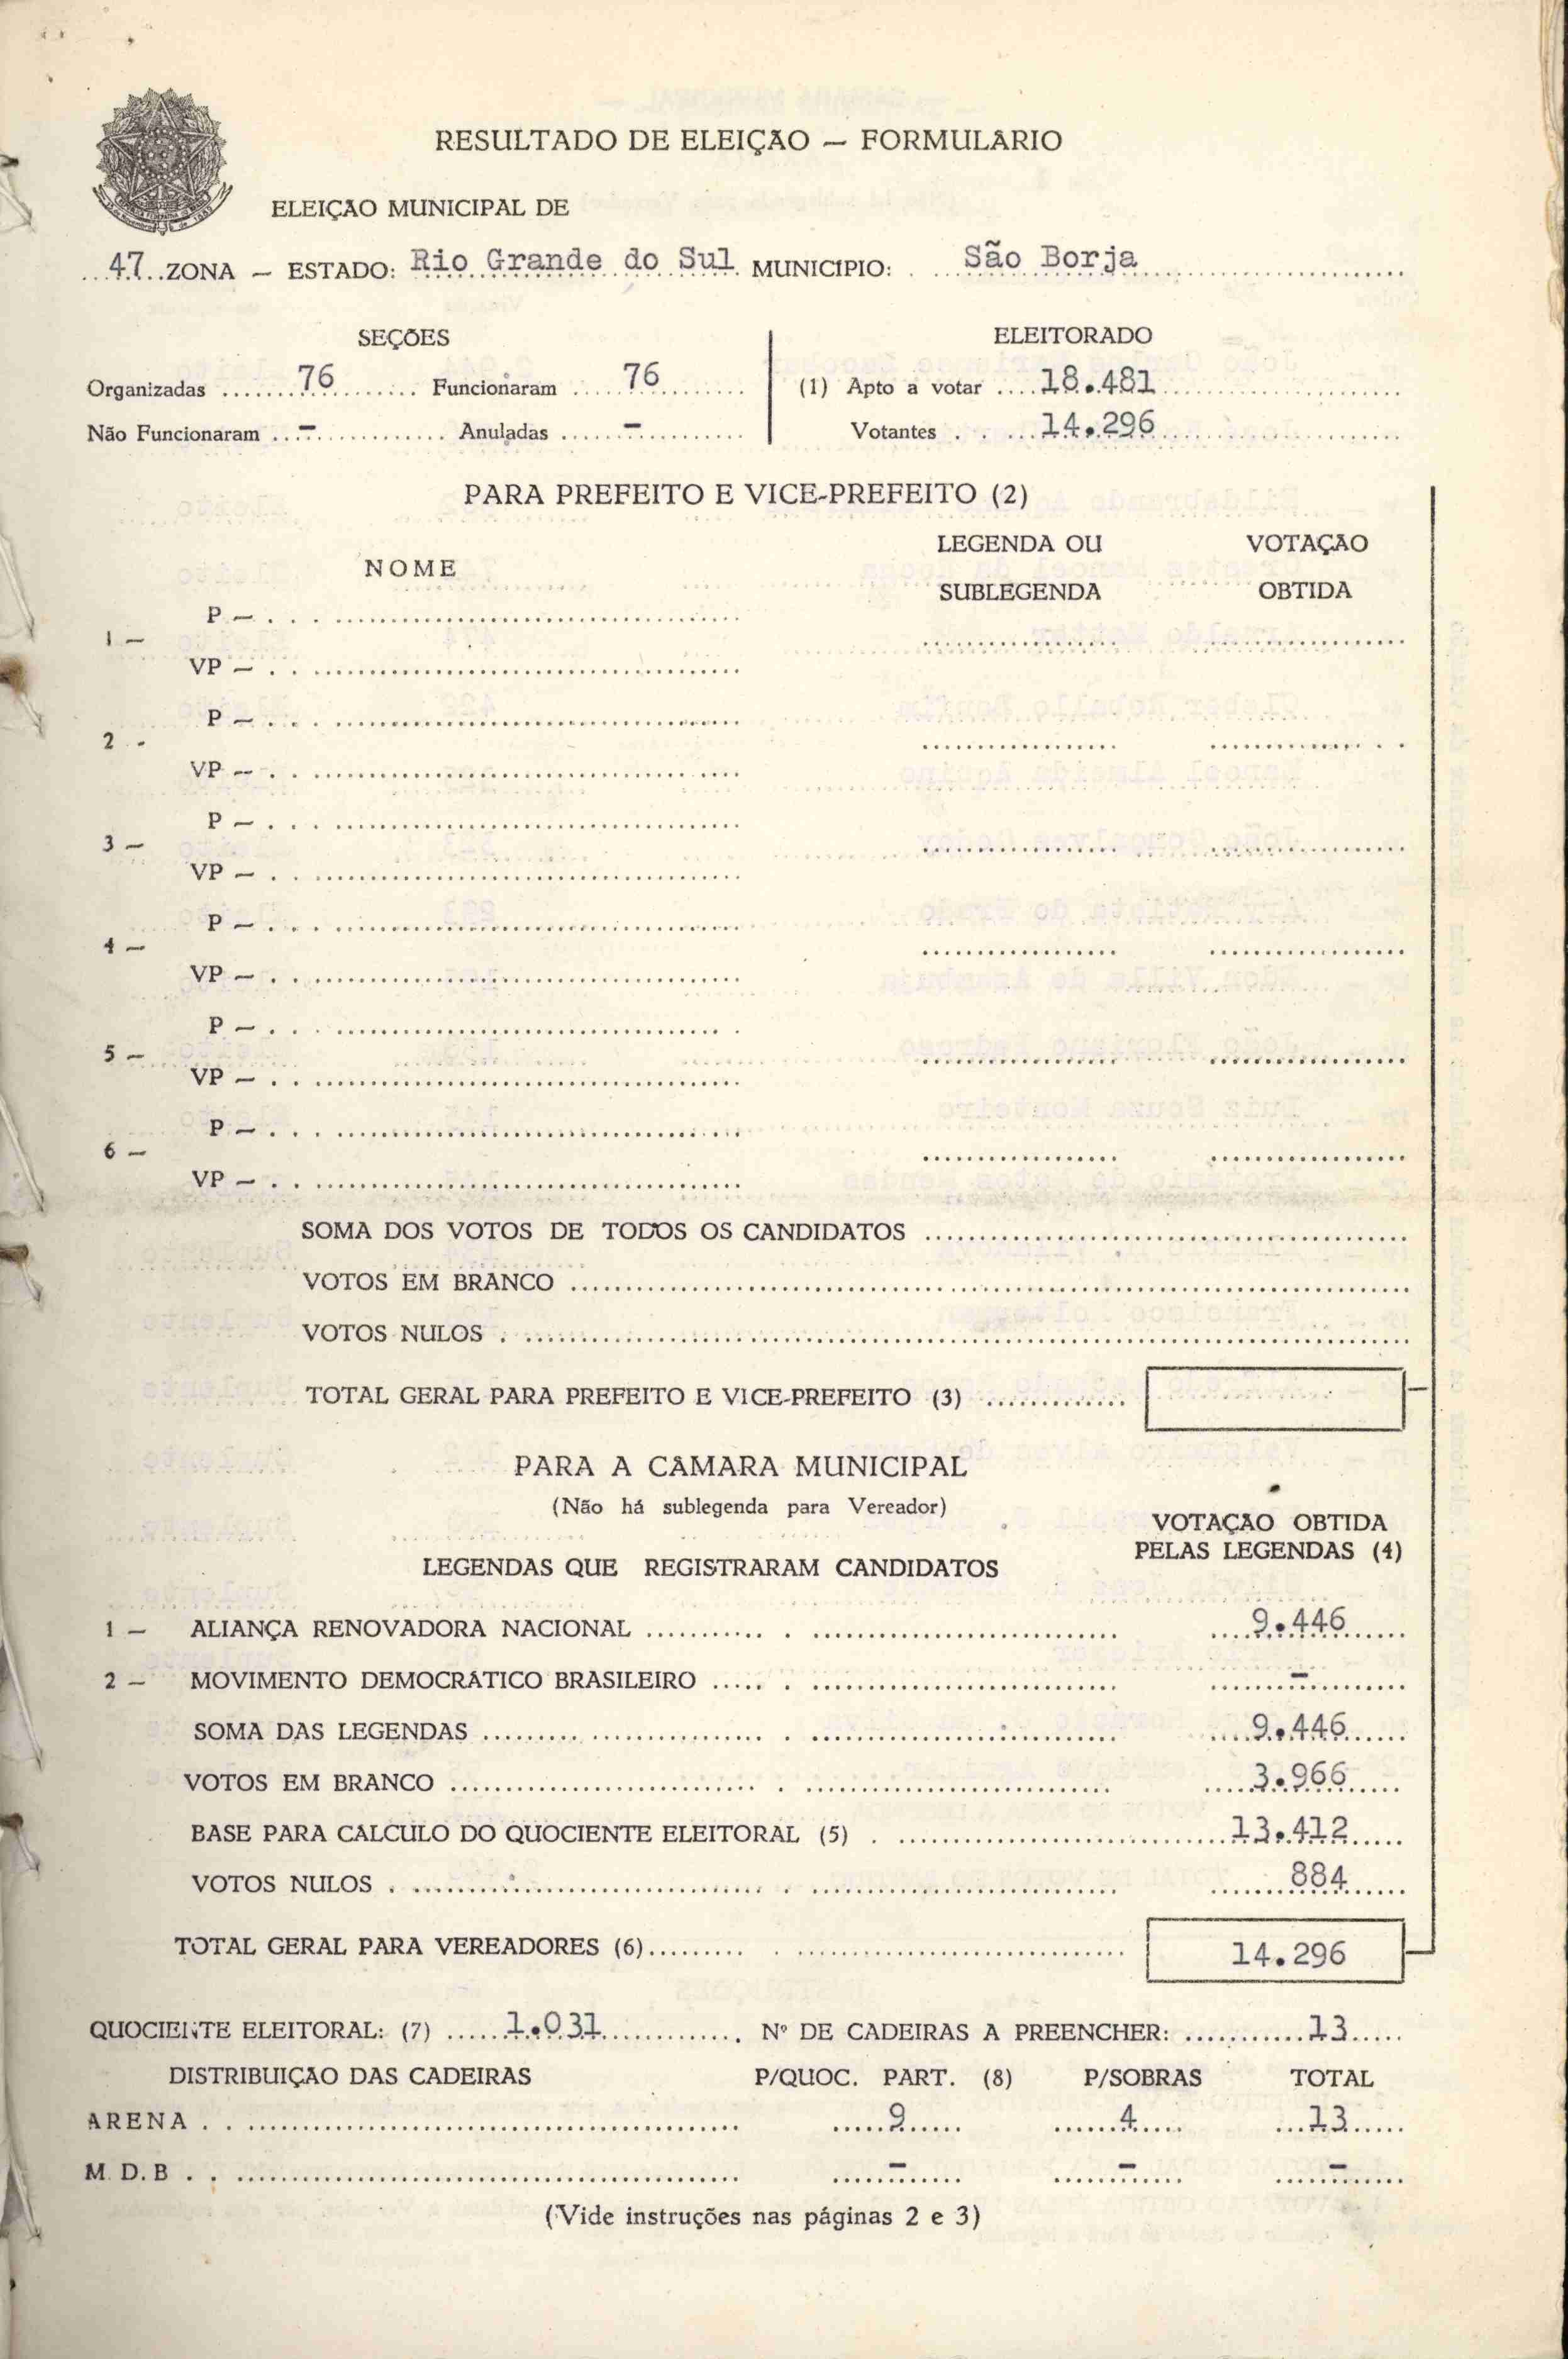 RESULTADO DE ELEIÇÃO — FORMULÁRIO
ELEIÇÃO MUNICIPAL DE
47 ZONA — ESTADO: Rio Grande do Sul MUNICÍPIO: São Borja
SEÇÕES
ELEITORADO
Organizadas 76 Funcionaram 76 (1) Apto a votar 18.481
Não Funcionaram - Anuladas - Votantes 14.296
PARA PREFEITO E VICE-PREFEITO (2)
NOME
LEGENDA OU SUBLEGENDA
VOTAÇÃO OBTIDA
1 —
P —
VP —
2 -
P —
VP —
3 —
P —
VP —
4 —
P —
VP —
5 —
P —
VP —
6 —
P —
VP —
SOMA DOS VOTOS DE TODOS OS CANDIDATOS
VOTOS EM BRANCO
VOTOS NULOS
TOTAL GERAL PARA PREFEITO E VICE-PREFEITO (3)
PARA A CÂMARA MUNICIPAL
(Não há sublegenda para Vereador)
VOTAÇÃO OBTIDA
PELAS LEGENDAS (4)
LEGENDAS QUE REGISTRARAM CANDIDATOS
1 — ALIANÇA RENOVADORA NACIONAL 9.446
2 — MOVIMENTO DEMOCRÁTICO BRASILEIRO -
SOMA DAS LEGENDAS 9.446
VOTOS EM BRANCO 3.966
BASE PARA CÁLCULO DO QUOCIENTE ELEITORAL (5) 13.412
VOTOS NULOS 884
TOTAL GERAL PARA VEREADORES (6) 14.296
QUOCIENTE ELEITORAL: (7) 1.031 Nº DE CADEIRAS A PREENCHER: 13
DISTRIBUIÇÃO DAS CADEIRAS P/QUOC. PART. (8) P/SOBRAS TOTAL
ARENA 9 4 13
M.D.B - - -
(Vide instruções nas páginas 2 e 3)